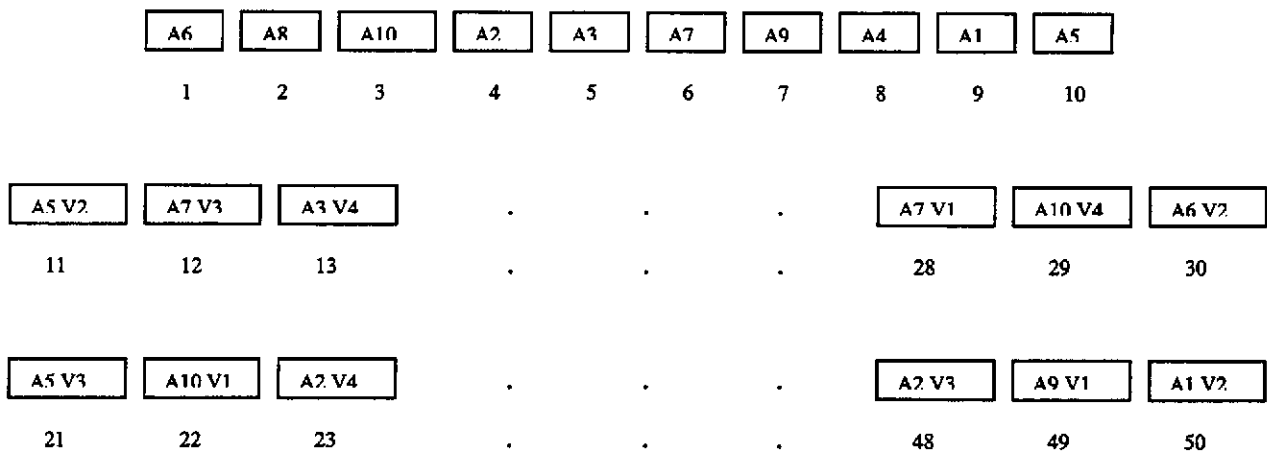 A6 A8 A10 A2 A3 A7 A9 A4 A1 A5
1 2 3 4 5 6 7 8 9 10
A5 V2 A7 V3 A3 V4 . . . A7 V1 A10 V4 A6 V2
11 12 13 . . . 28 29 30
A5 V3 A10 V1 A2 V4 . . . A2 V3 A9 V1 A1 V2
21 22 23 . . . 48 49 50